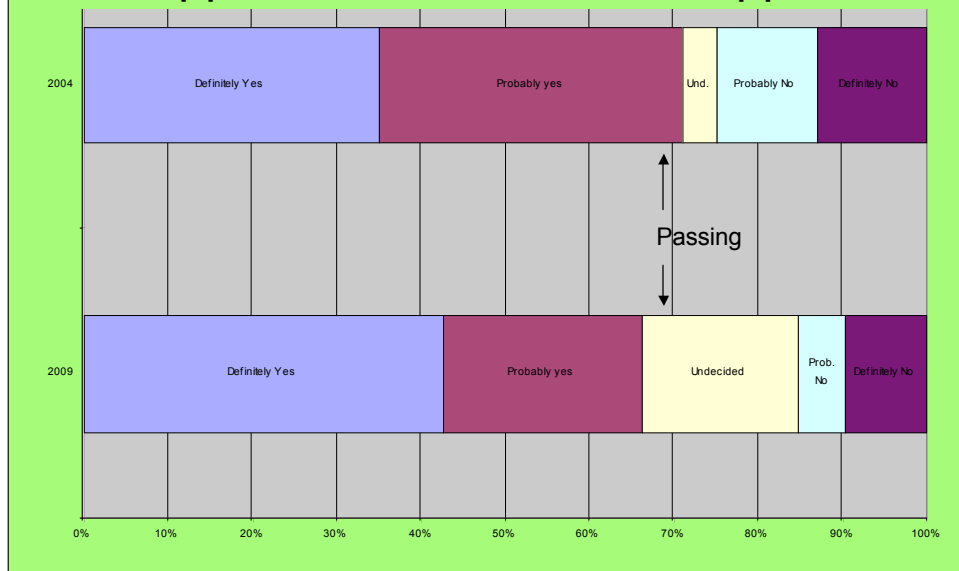 2004
Definitely Yes
Probably yes
Und.
Probably No
Definitely No
Passing
2009
Definitely Yes
Probably yes
Undecided
Prob.
No
Definitely No
0%
10%
20%
30%
40%
50%
60%
70%
80%
90%
100%